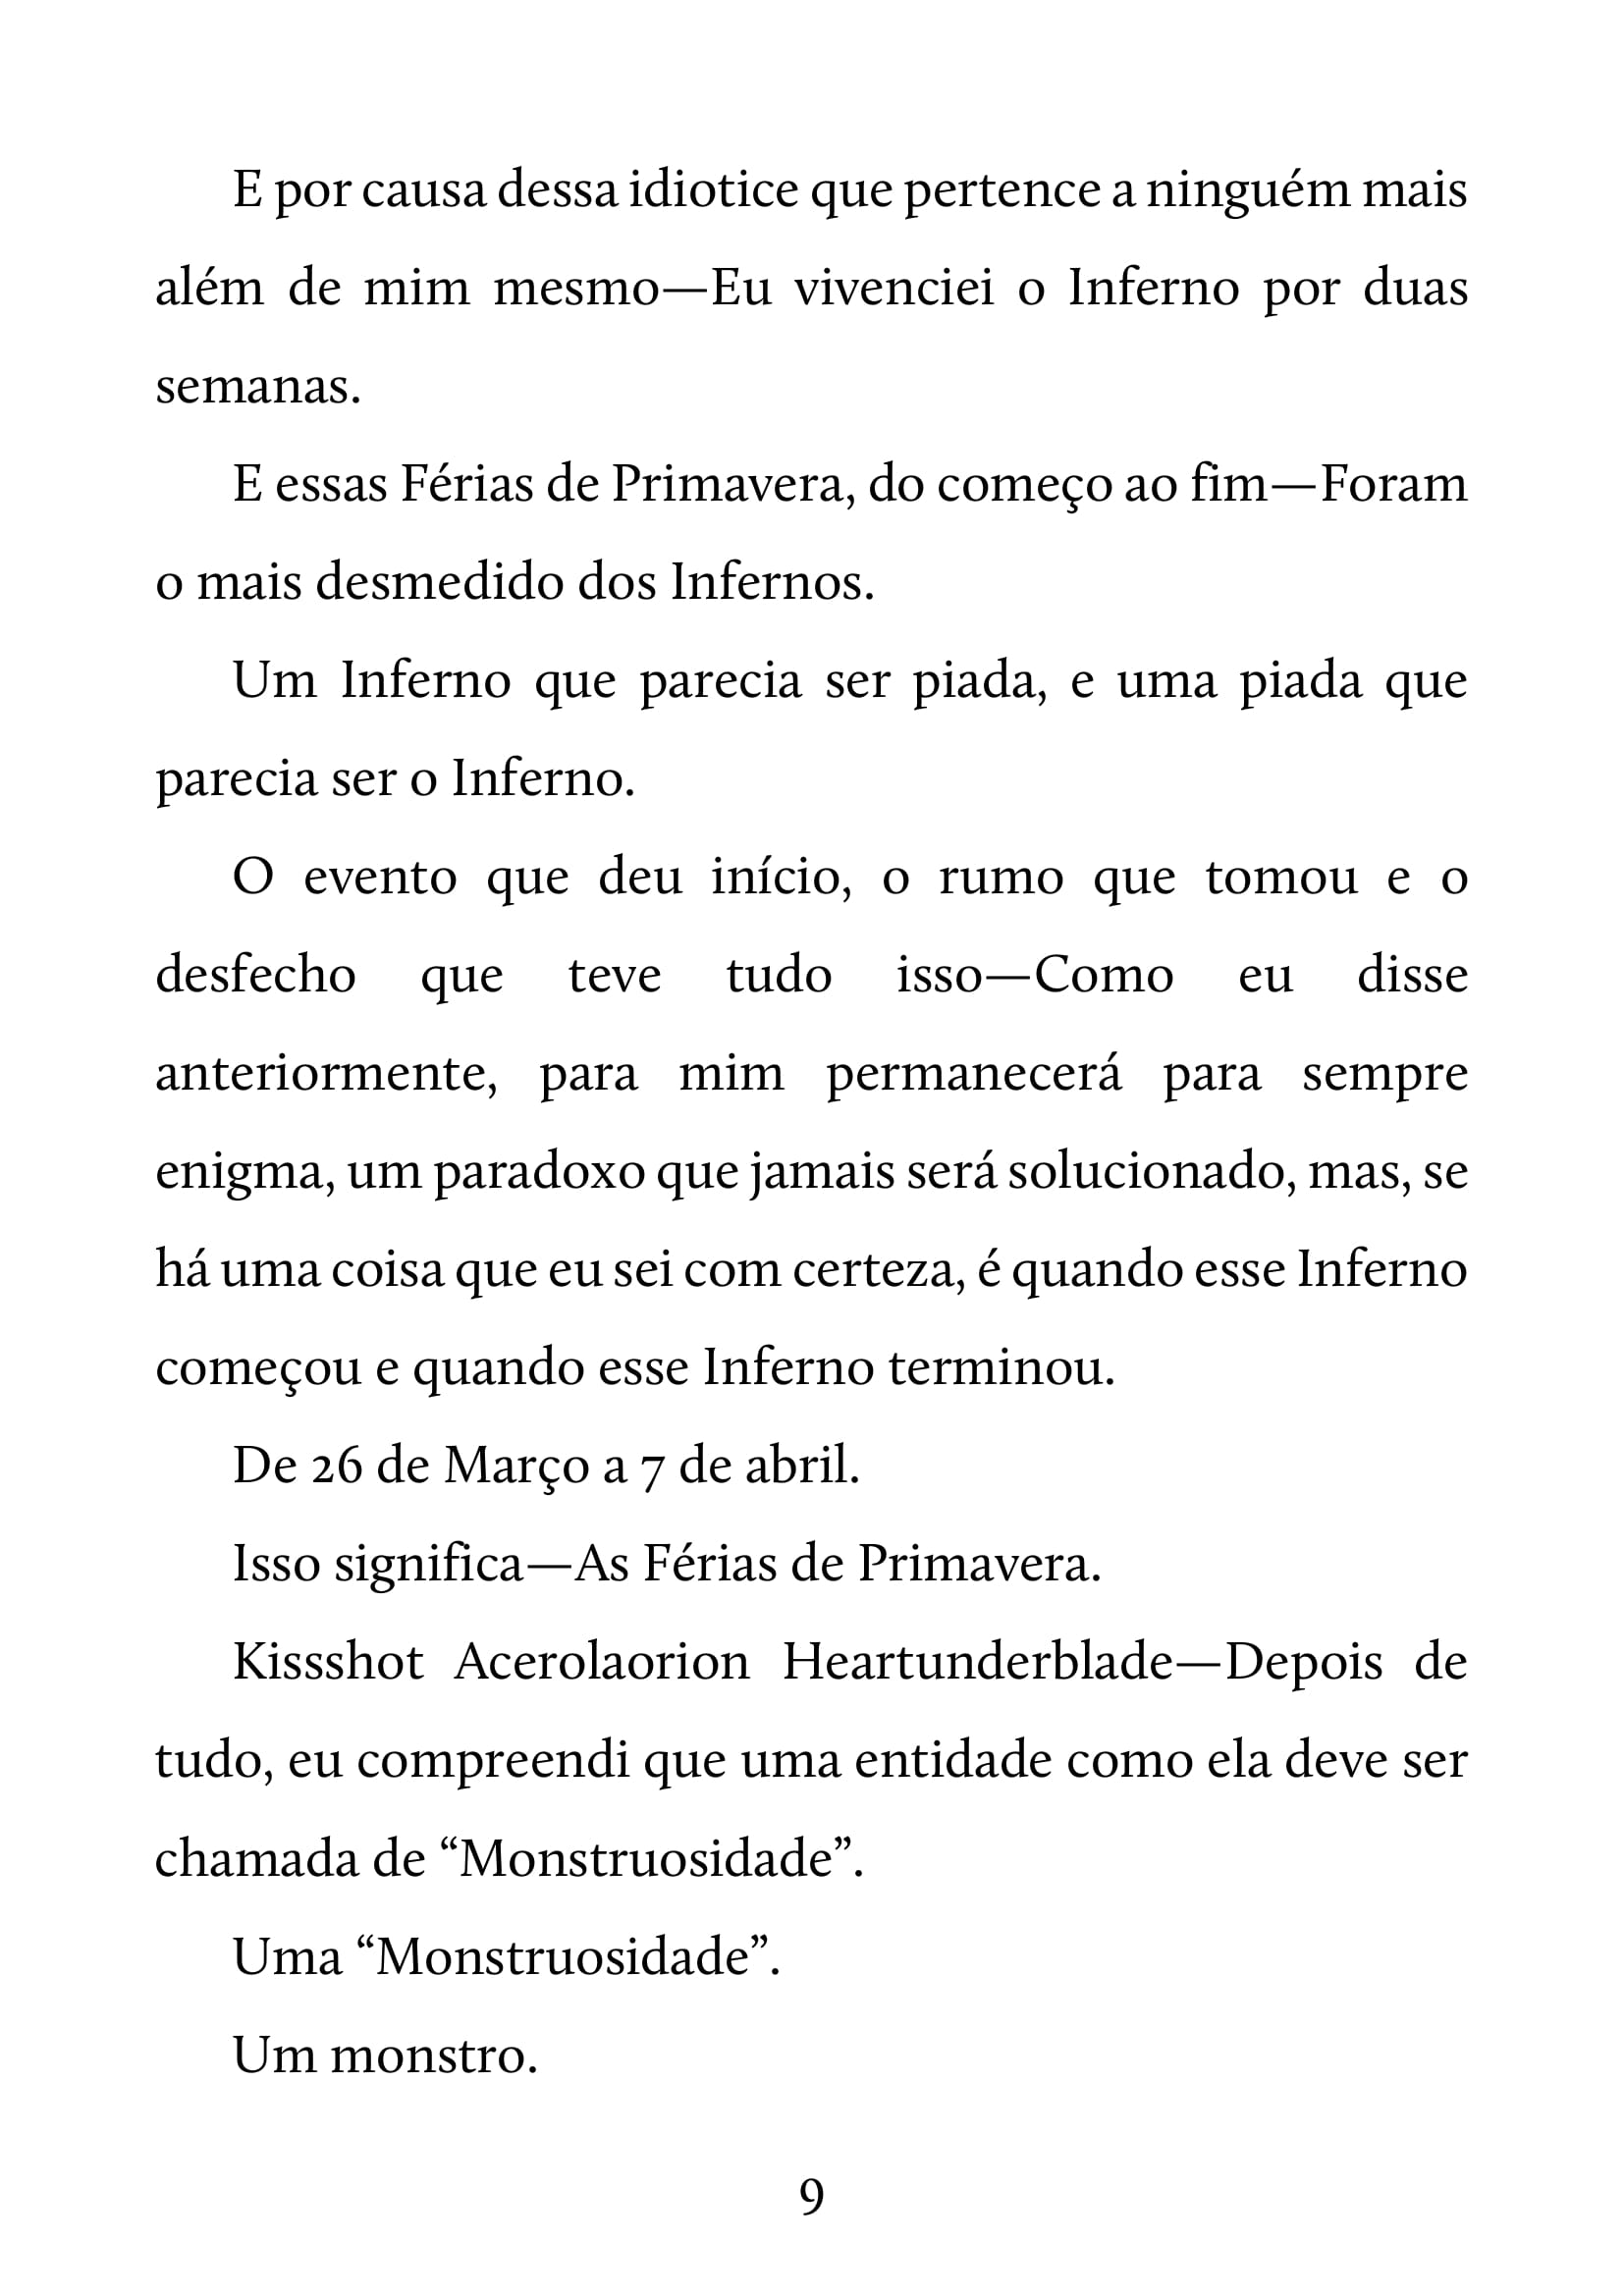 E por causa dessa idiotice que pertence a ninguém mais
além de mim mesmo—Eu vivenciei o Inferno por duas
semanas.
E essas Férias de Primavera, do começo ao fim—Foram
o mais desmedido dos Infernos.
Um Inferno que parecia ser piada, e uma piada que
parecia ser o Inferno.
O evento que deu início, o rumo que tomou e o
desfecho que teve tudo isso—Como eu disse
anteriormente, para mim permanecerá para sempre
enigma, um paradoxo que jamais será solucionado, mas, se
há uma coisa que eu sei com certeza, é quando esse Inferno
começou e quando esse Inferno terminou.
De 26 de Março a 7 de abril.
Isso significa—As Férias de Primavera.
Kissshot Acerolaorion Heartunderblade—Depois de
tudo, eu compreendi que uma entidade como ela deve ser
chamada de “Monstruosidade”.
Uma “Monstruosidade”.
Um monstro.
9